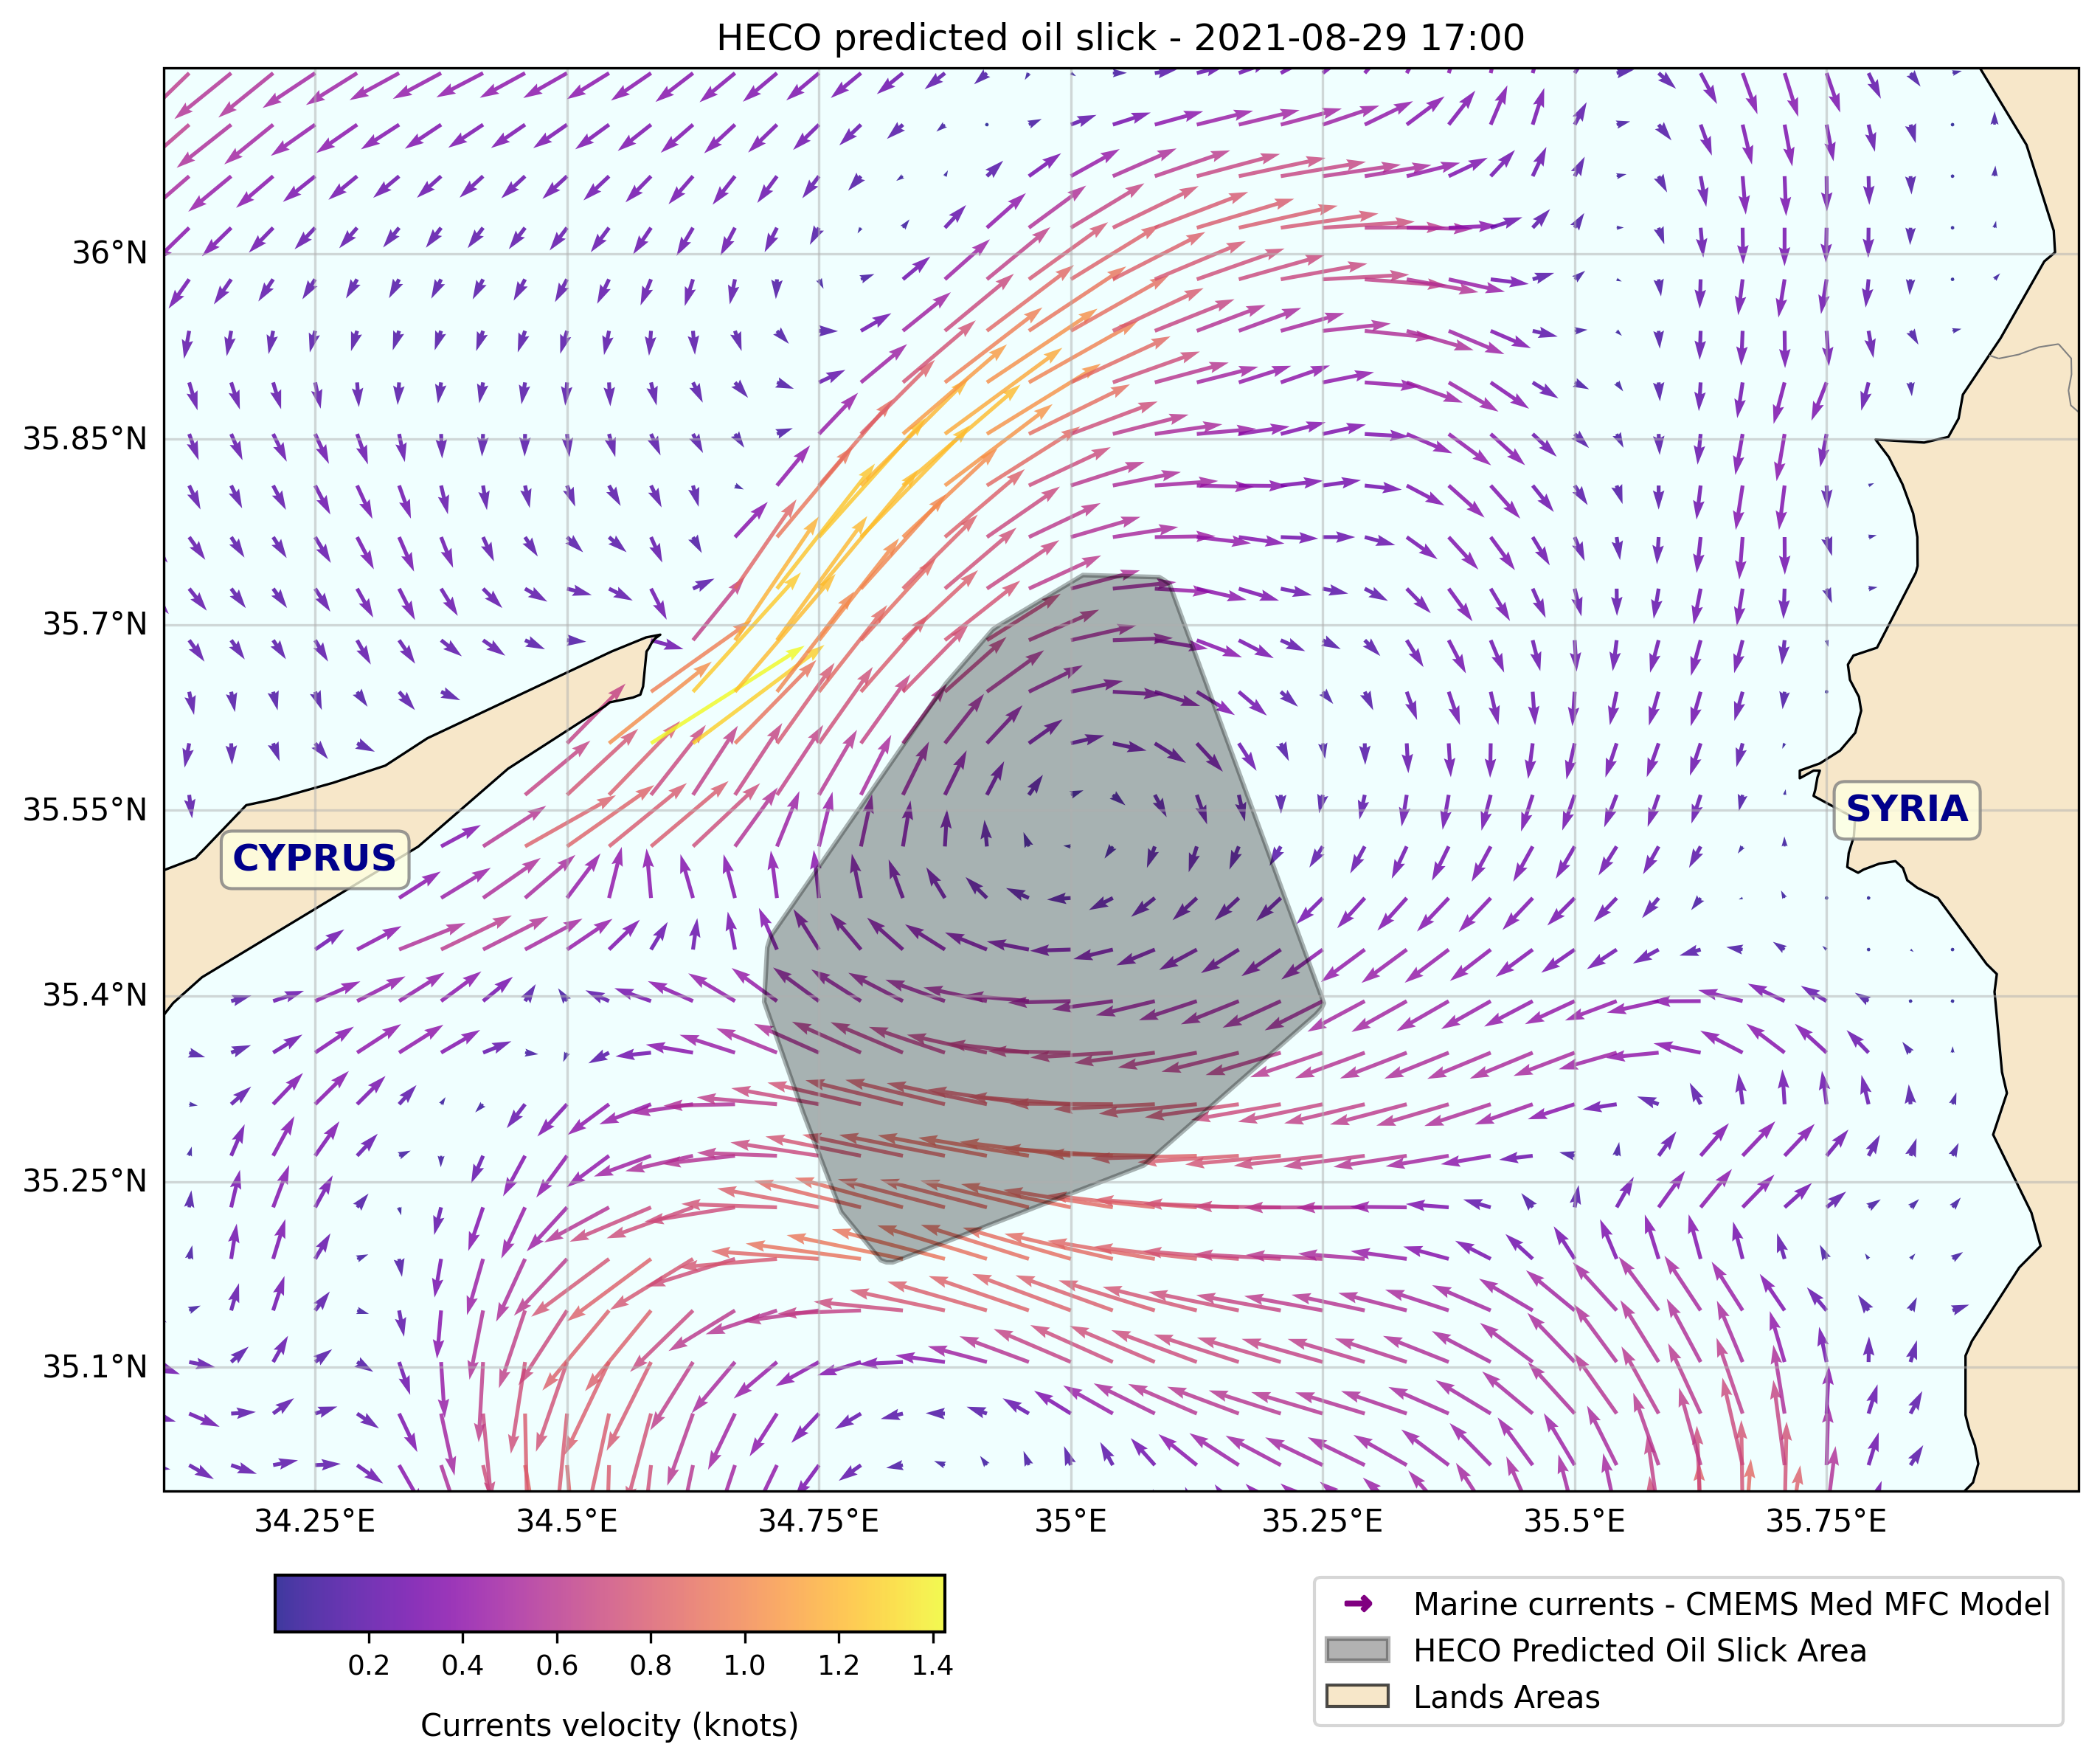 HECO predicted oil slick - 2021-08-29 17:00
36°N
35.85°N
35.7°N
35.55°N
35.4°N
35.25°N
35.1°N
CYPRUS
SYRIA
34.25°E
34.5°E
34.75°E
35°E
35.25°E
35.5°E
35.75°E
0.2
0.4
0.6
0.8
1.0
1.2
1.4
Currents velocity (knots)
Marine currents - CMEMS Med MFC Model
HECO Predicted Oil Slick Area
Lands Areas